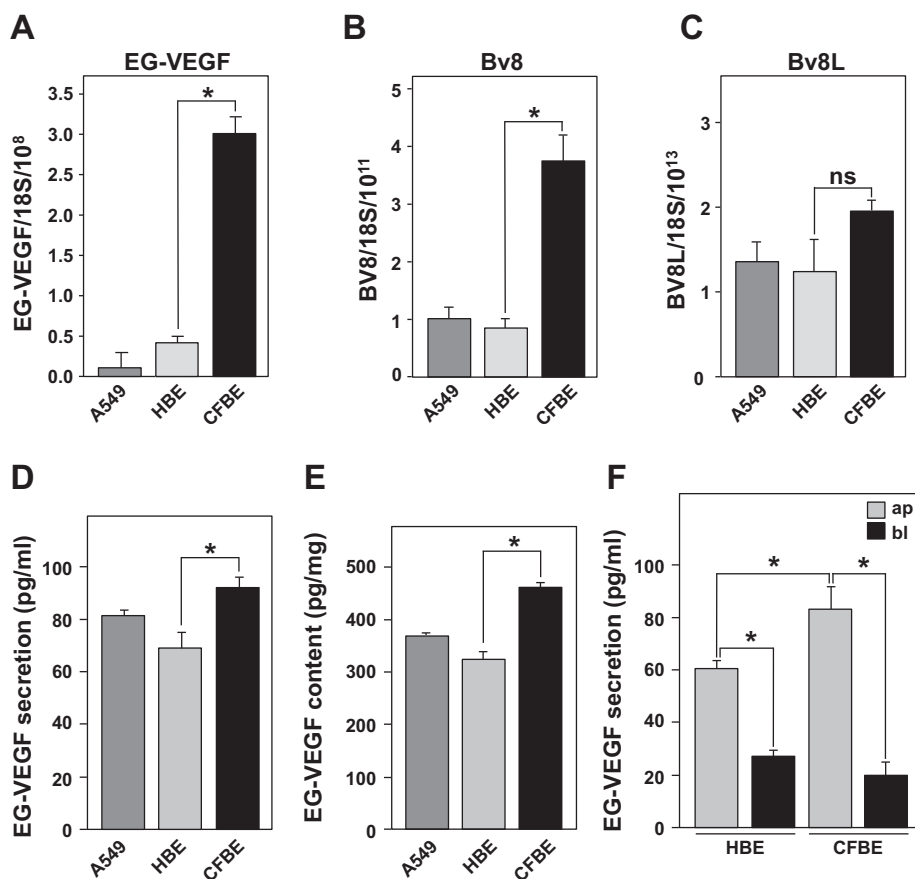 A
EG-VEGF
EG-VEGF/18S/10⁸
3.5
3.0
2.5
2.0
1.5
1.0
0.5
0.0
*
A549
HBE
CFBE
B
Bv8
BV8/18S/10¹¹
5
4
3
2
1
0
*
A549
HBE
CFBE
C
Bv8L
BV8L/18S/10¹³
3
2
1
0
ns
A549
HBE
CFBE
D
EG-VEGF secretion (pg/ml)
100
80
60
40
20
0
*
A549
HBE
CFBE
E
EG-VEGF content (pg/mg)
500
400
300
200
400
00
*
A549
HBE
CFBE
F
EG-VEGF secretion (pg/ml)
100
80
60
40
20
0
ap
bl
*
*
*
HBE
CFBE